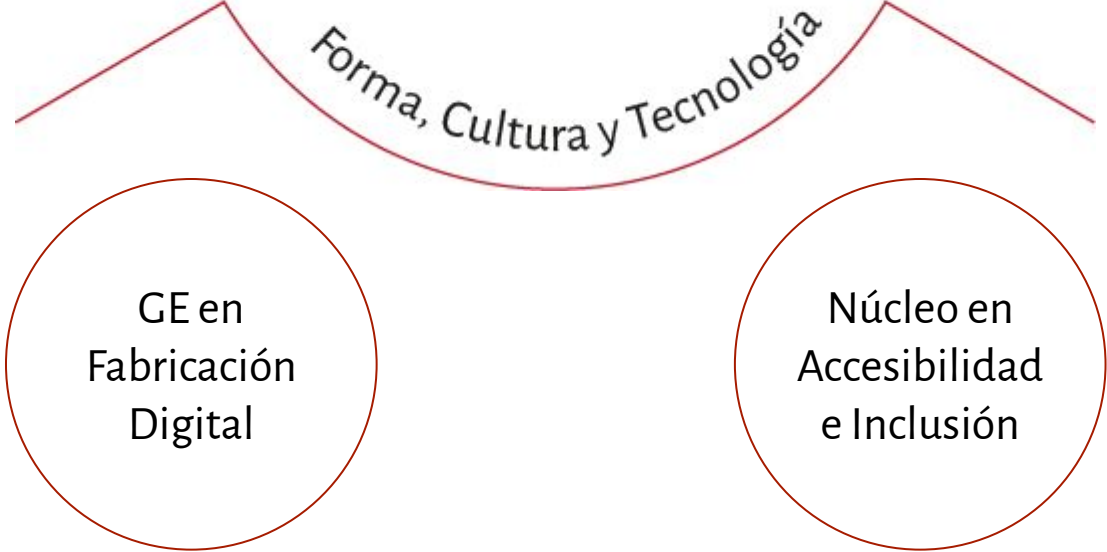 Forma, Cultura y Tecnología
GE en
Fabricación
Digital
Núcleo en
Accesibilidad
e Inclusión